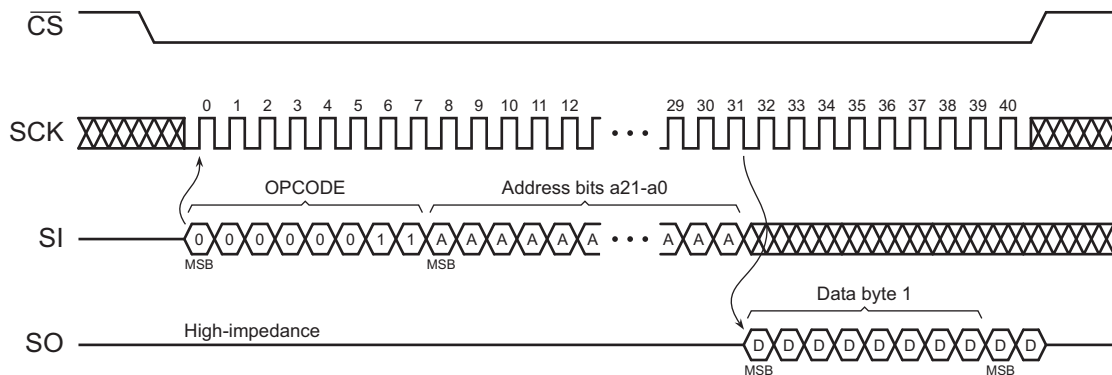 CS
0 1 2 3 4 5 6 7 8 9 10 11 12 29 30 31 32 33 34 35 36 37 38 39 40
SCK • • •
OPCODE Address bits a21-a0
SI 0 0 0 0 0 0 1 1 A A A A A A • • • A A A
MSB MSB
Data byte 1
High-impedance
SO D D D D D D D D D D
MSB MSB